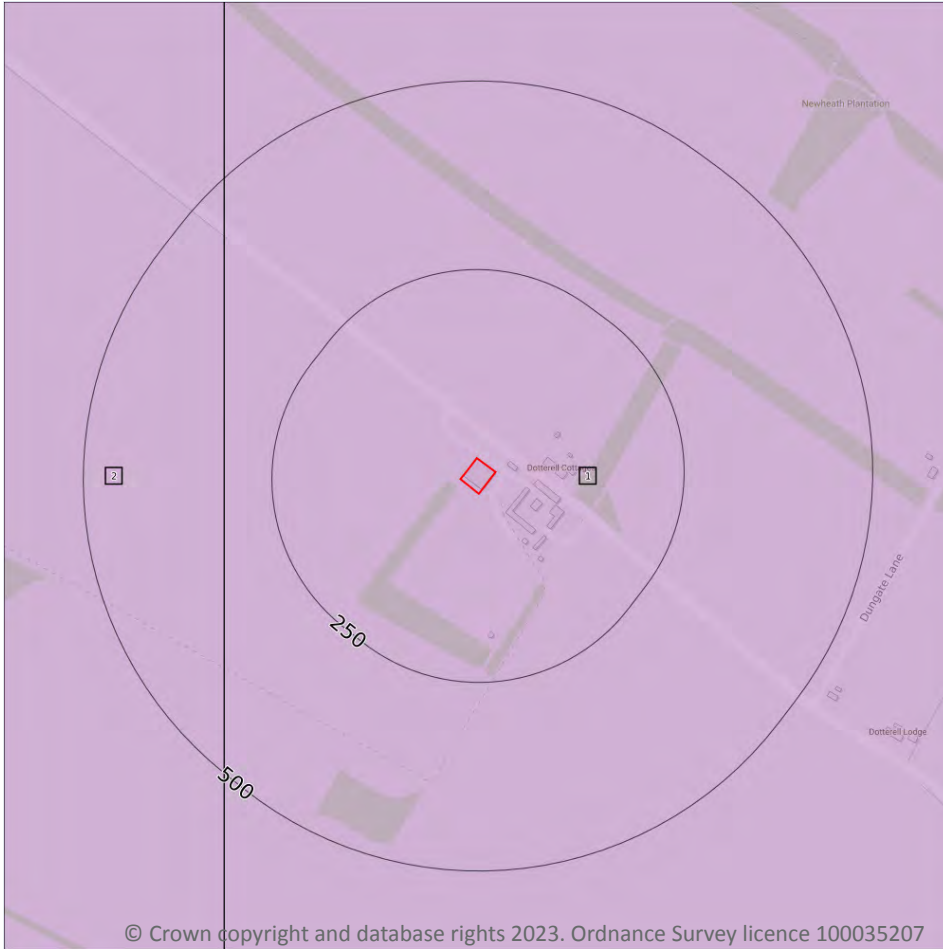 Newheath Plantation
Dotterell Cottages
2
1
Dungate Lane
250
Dotterell Lodge
500
© Crown copyright and database rights 2023. Ordnance Survey licence 100035207